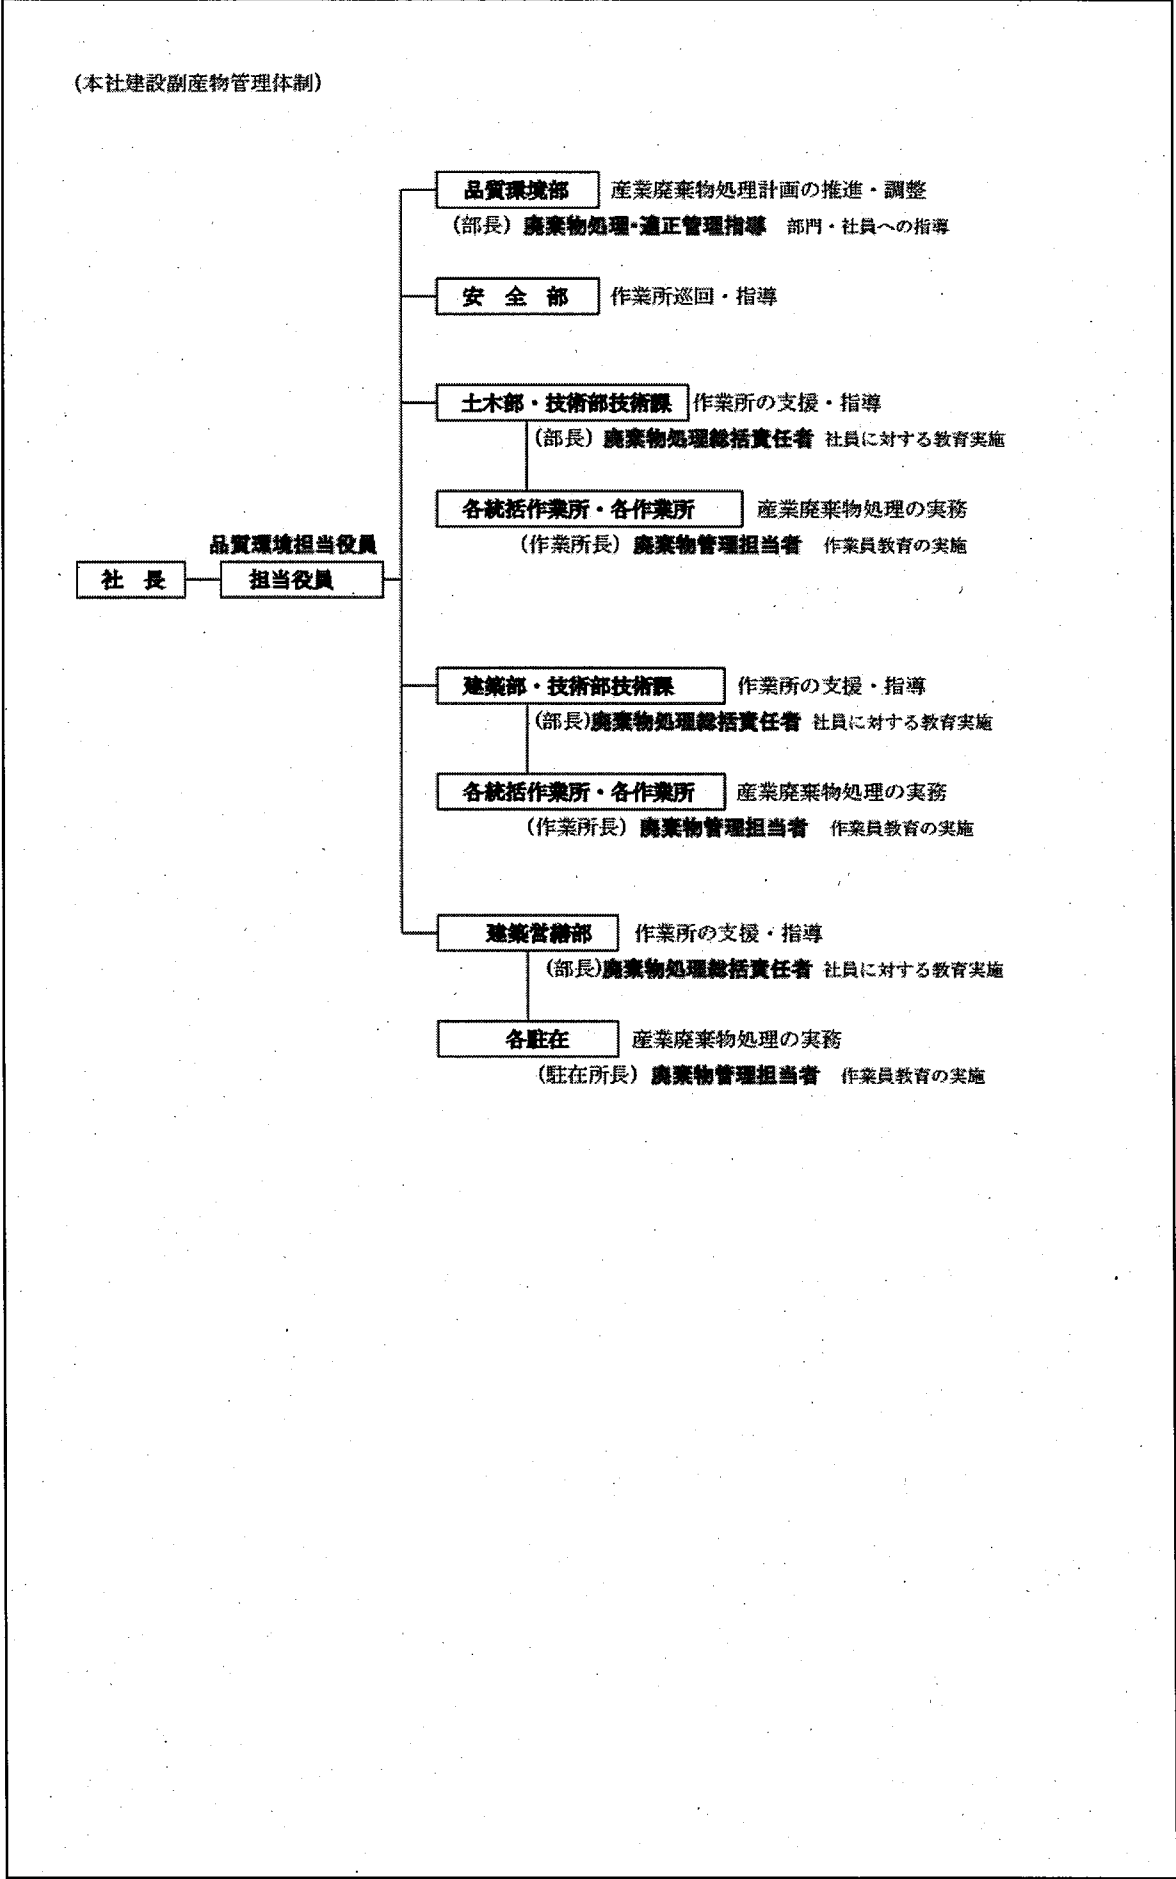 (本社建設副産物管理体制)
品質環境部 産業廃棄物処理計画の推進・調整
(部長) 廃棄物処理・適正管理指導 部門・社員への指導
安 全 部 作業所巡回・指導
土木部・技術部技術課 作業所の支援・指導
(部長) 廃棄物処理総括責任者 社員に対する教育実施
各統括作業所・各作業所 産業廃棄物処理の実務
(作業所長) 廃棄物管理担当者 作業員教育の実施
品質環境担当役員
社 長 担当役員
建築部・技術部技術課 作業所の支援・指導
(部長)廃棄物処理総括責任者 社員に対する教育実施
各統括作業所・各作業所 産業廃棄物処理の実務
(作業所長) 廃棄物管理担当者 作業員教育の実施
建築営繕部 作業所の支援・指導
(部長)廃棄物処理総括責任者 社員に対する教育実施
各駐在 産業廃棄物処理の実務
(駐在所長) 廃棄物管理担当者 作業員教育の実施